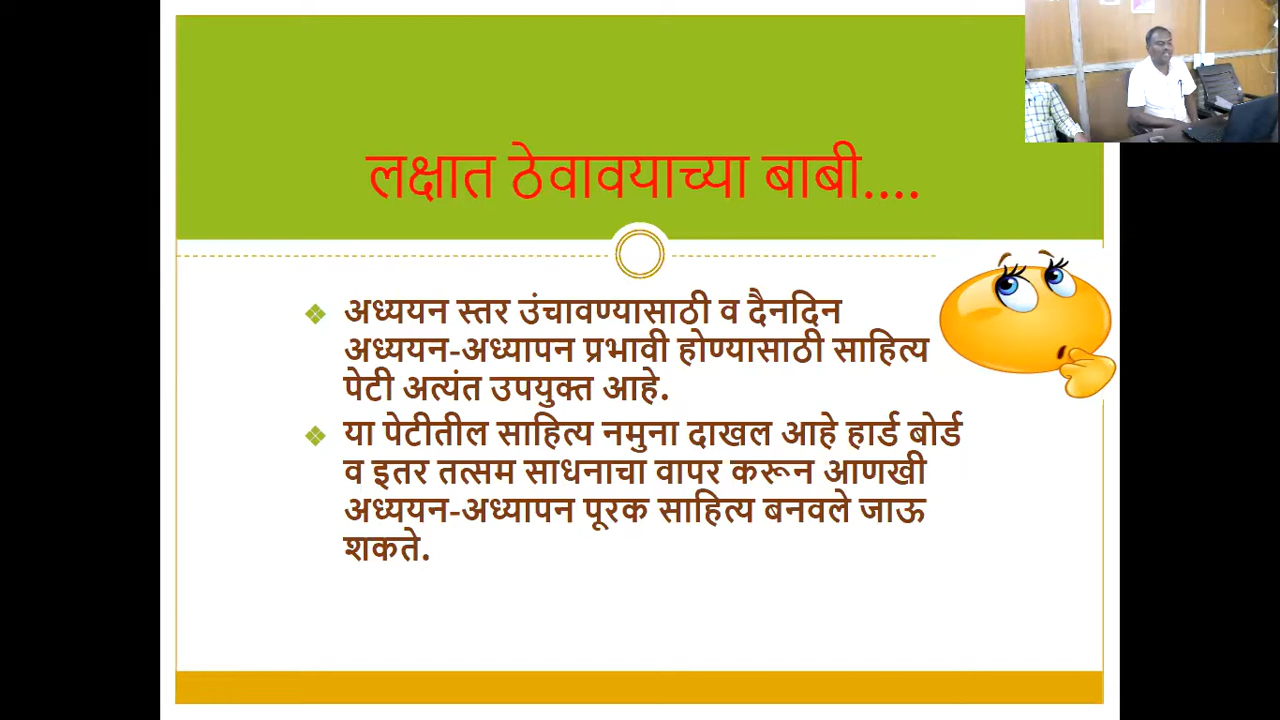 लक्षात ठेवावयाच्या बाबी....
अध्ययन स्तर उंचावण्यासाठी व दैनदिन
अध्ययन-अध्यापन प्रभावी होण्यासाठी साहित्य
पेटी अत्यंत उपयुक्त आहे.
या पेटीतील साहित्य नमुना दाखल आहे हार्ड बोर्ड
व इतर तत्सम साधनाचा वापर करून आणखी
अध्ययन-अध्यापन पूरक साहित्य बनवले जाऊ
शकते.